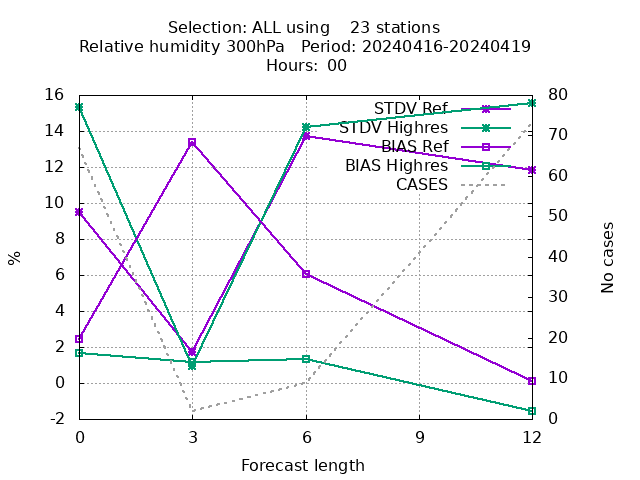 Selection: ALL using    23 stations
Relative humidity 300hPa   Period: 20240416-20240419
Hours: 00
16
14
12
10
8
6
4
2
0
-2
%
STDV Ref
STDV Highres
BIAS Ref
BIAS Highres
CASES
80
70
60
50
40
30
20
10
0
No cases
0 3 6 9 12
Forecast length